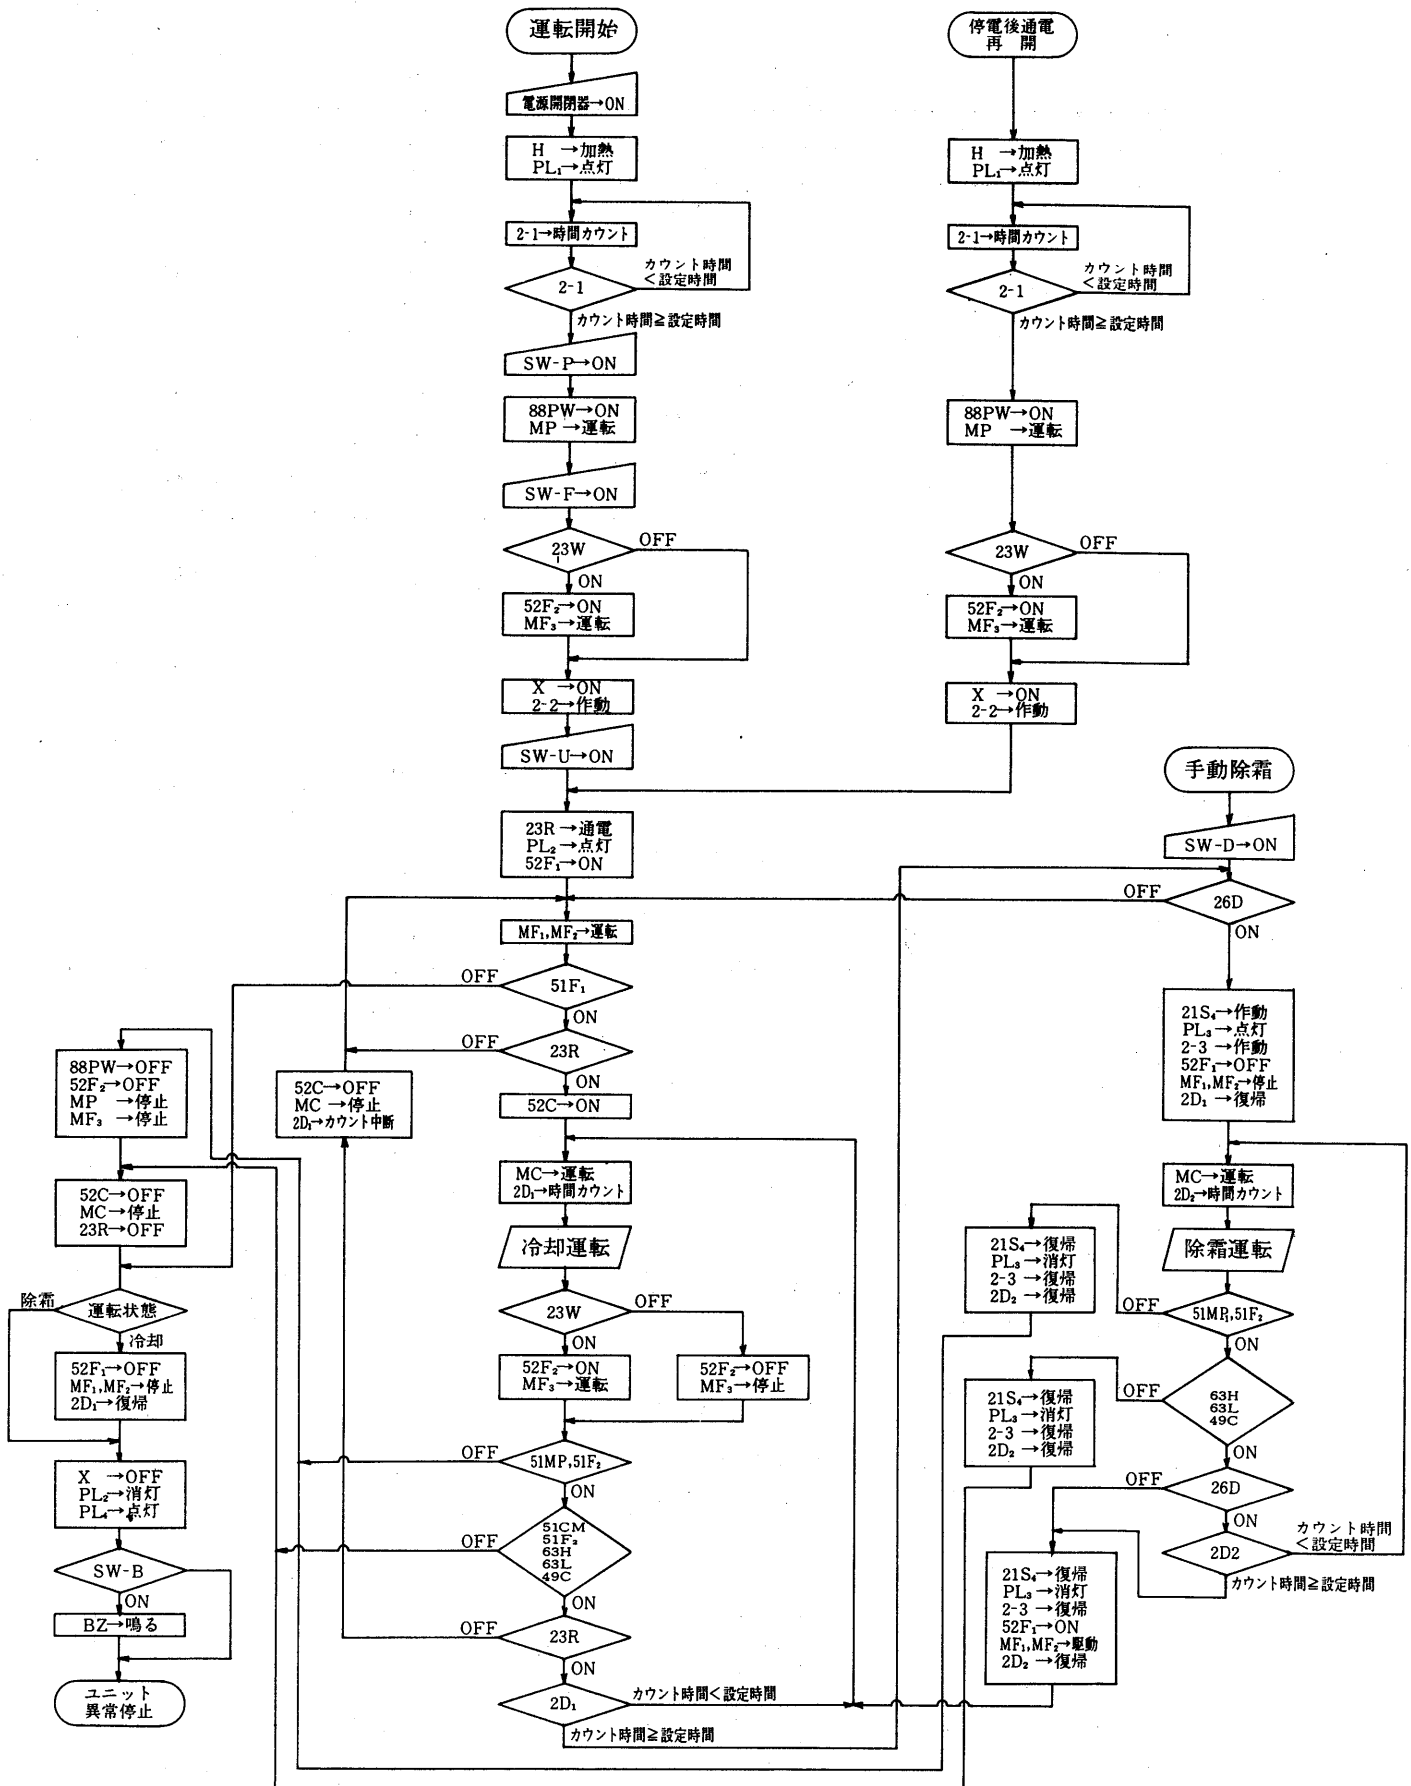 運転開始
電源開閉器→ON
H →加熱
PL₁→点灯
2-1→時間カウント
カウント時間
<設定時間
2-1
カウント時間≧設定時間
SW-P→ON
88PW→ON
MP →運転
SW-F→ON
23W
OFF
ON
52F₂→ON
MF₃→運転
X →ON
2-2→作動
SW-U→ON
23R→通電
PL₂→点灯
52F₁→ON
MF₁,MF₂→運転
OFF
51F₁
ON
OFF
23R
ON
52C→ON
52C→OFF
MC →停止
2D₁→カウント中断
MC→運転
2D₁→時間カウント
冷却運転
23W
OFF
ON
52F₂→ON
MF₃→運転
52F₂→OFF
MF₃→停止
OFF
51MP,51F₂
ON
OFF
51CM
51F₂
63H
63L
49C
ON
OFF
23R
ON
2D₁
カウント時間<設定時間
カウント時間≧設定時間
停電後通電
再 開
H →加熱
PL₁→点灯
2-1→時間カウント
カウント時間
<設定時間
2-1
カウント時間≧設定時間
88PW→ON
MP →運転
23W
OFF
ON
52F₂→ON
MF₃→運転
X →ON
2-2→作動
手動除霜
SW-D→ON
OFF
26D
ON
21S₄→作動
PL₃→点灯
2-3→作動
52F₁→OFF
MF₁,MF₂→停止
2D₁→復帰
MC→運転
2D₂→時間カウント
除霜運転
21S₄→復帰
PL₃→消灯
2-3→復帰
2D₂→復帰
OFF
51MP₁,51F₂
ON
21S₄→復帰
PL₃→消灯
2-3→復帰
2D₂→復帰
OFF
63H
63L
49C
ON
OFF
26D
ON
カウント時間
<設定時間
2D2
カウント時間≧設定時間
21S₄→復帰
PL₃→消灯
2-3→復帰
52F₁→ON
MF₁,MF₂→駆動
2D₂→復帰
88PW→OFF
52F₂→OFF
MP →停止
MF₃→停止
52C→OFF
MC→停止
23R→OFF
除霜
運転状態
冷却
52F₁→OFF
MF₁,MF₂→停止
2D₁→復帰
X →OFF
PL₂→消灯
PL₄→点灯
SW-B
ON
BZ→鳴る
ユニット
異常停止